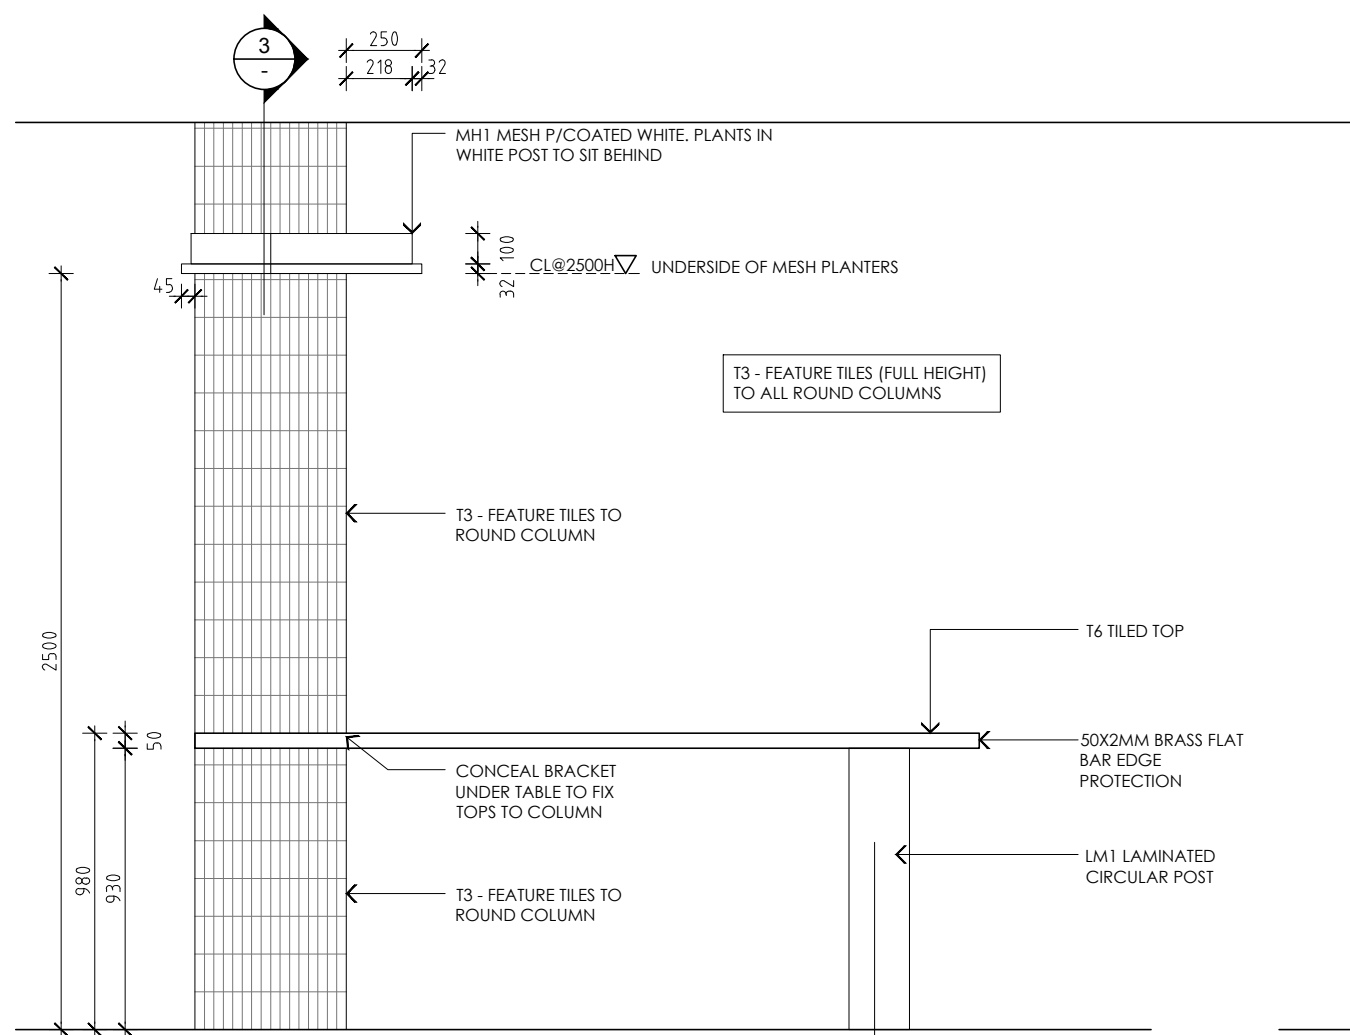 3
-
250
218
32
MH1 MESH P/COATED WHITE. PLANTS IN
WHITE POST TO SIT BEHIND
100
32
CL@2500H
UNDERSIDE OF MESH PLANTERS
45
T3 - FEATURE TILES (FULL HEIGHT)
TO ALL ROUND COLUMNS
T3 - FEATURE TILES TO
ROUND COLUMN
2500
T6 TILED TOP
50
50X2MM BRASS FLAT
BAR EDGE
PROTECTION
CONCEAL BRACKET
UNDER TABLE TO FIX
TOPS TO COLUMN
980
930
LM1 LAMINATED
CIRCULAR POST
T3 - FEATURE TILES TO
ROUND COLUMN